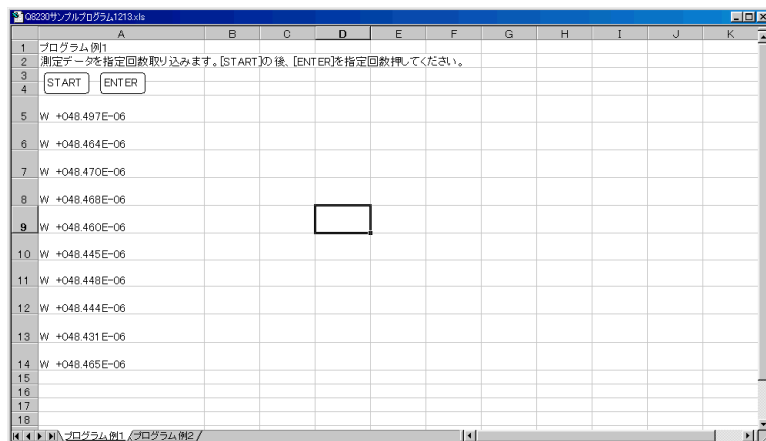 Q8230サンプルプログラム1213.xls
A B C D E F G H I J K
1 プログラム例1
2 測定データを指定回数取り込みます。[START]の後、[ENTER]を指定回数押してください。
3
START ENTER
4
5 W +048.497E-06
6 W +048.464E-06
7 W +048.470E-06
8 W +048.468E-06
9 W +048.460E-06
10 W +048.445E-06
11 W +048.448E-06
12 W +048.444E-06
13 W +048.431E-06
14 W +048.465E-06
15
16
17
18
プログラム例1 プログラム例2